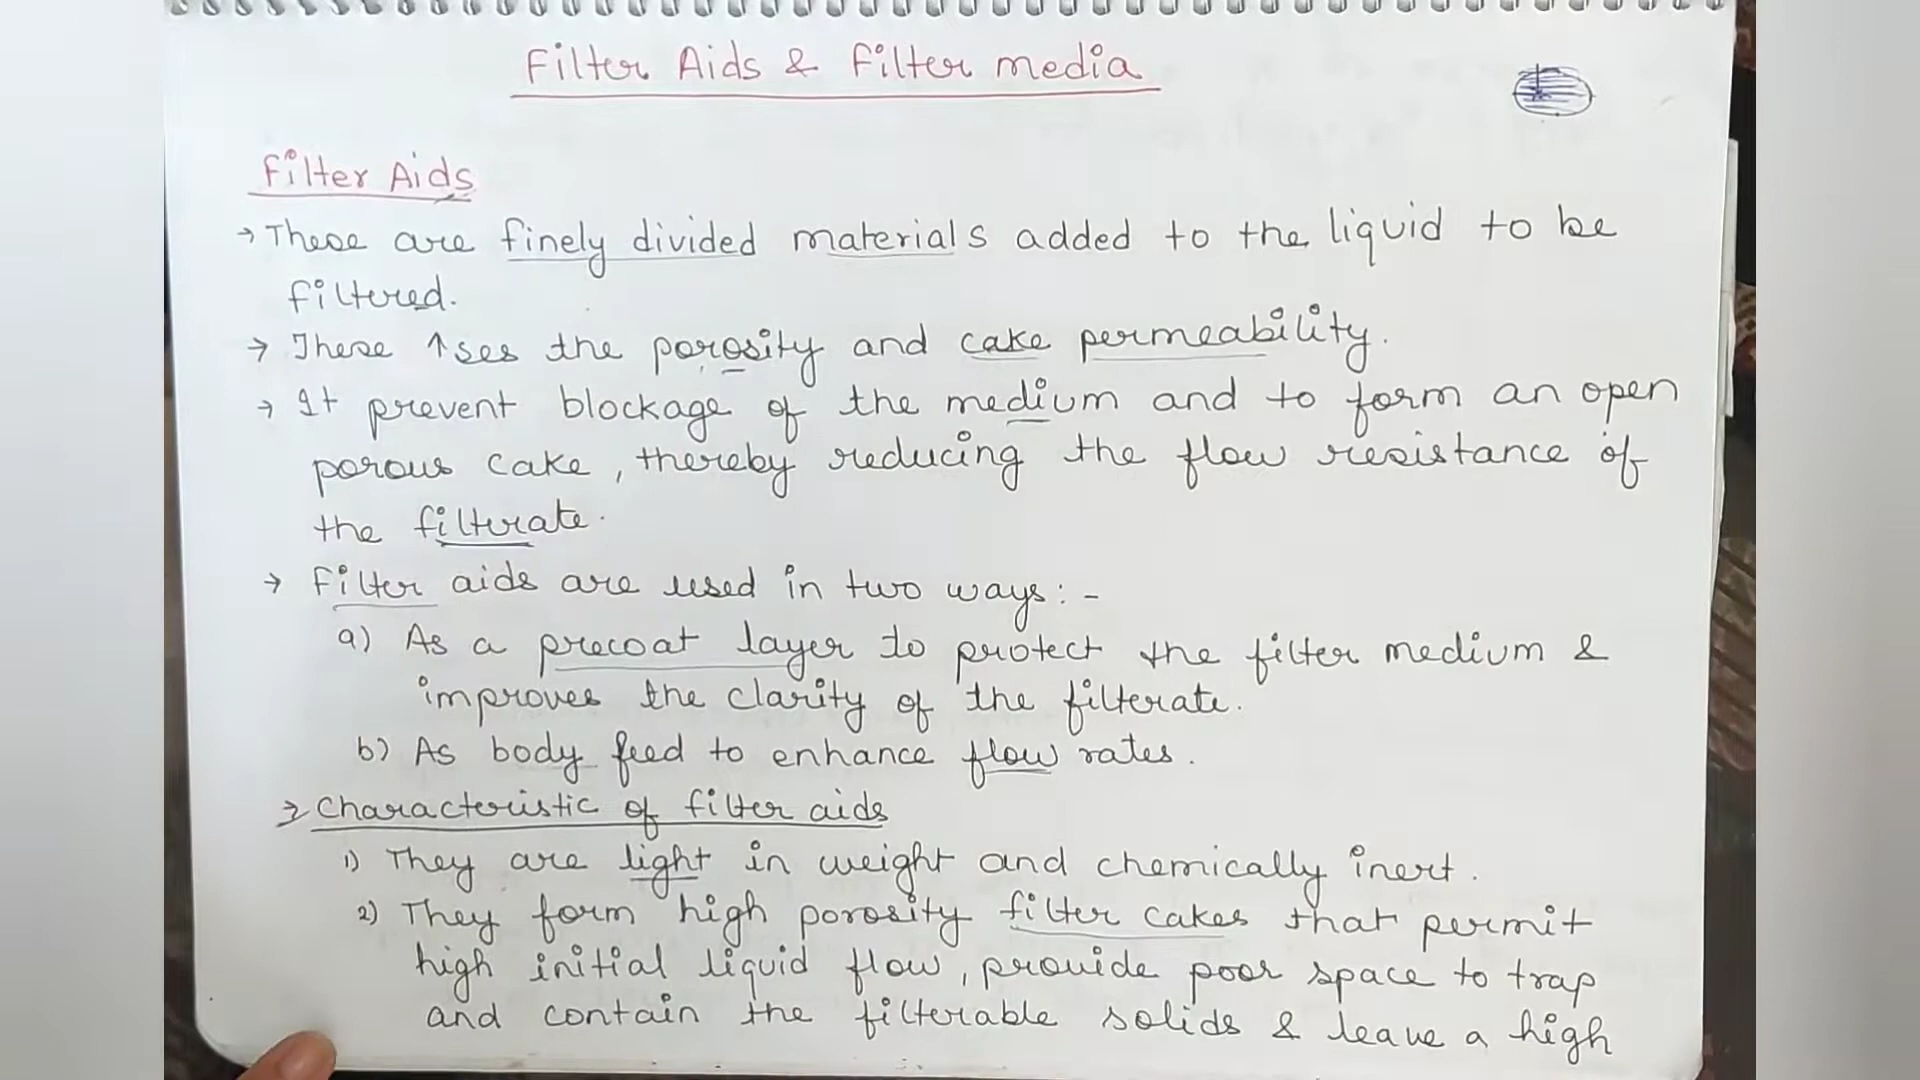 Filter Aids & Filter media
Filter Aids
→ These are finely divided materials added to the liquid to be
filtered.
→ These ↑ses the porosity and cake permeability.
→ It prevent blockage of the medium and to form an open
porous cake, thereby reducing the flow resistance of
the filterate.
→ Filter aids are used in two ways:-
a) As a precoat layer to protect the filter medium &
improves the clarity of the filterate.
b) As body feed to enhance flow rates.
→ Characteristic of filter aids
1) They are light in weight and chemically inert.
2) They form high porosity filter cakes that permit
high initial liquid flow, provide poor space to trap
and contain the filterable solids & leave a high